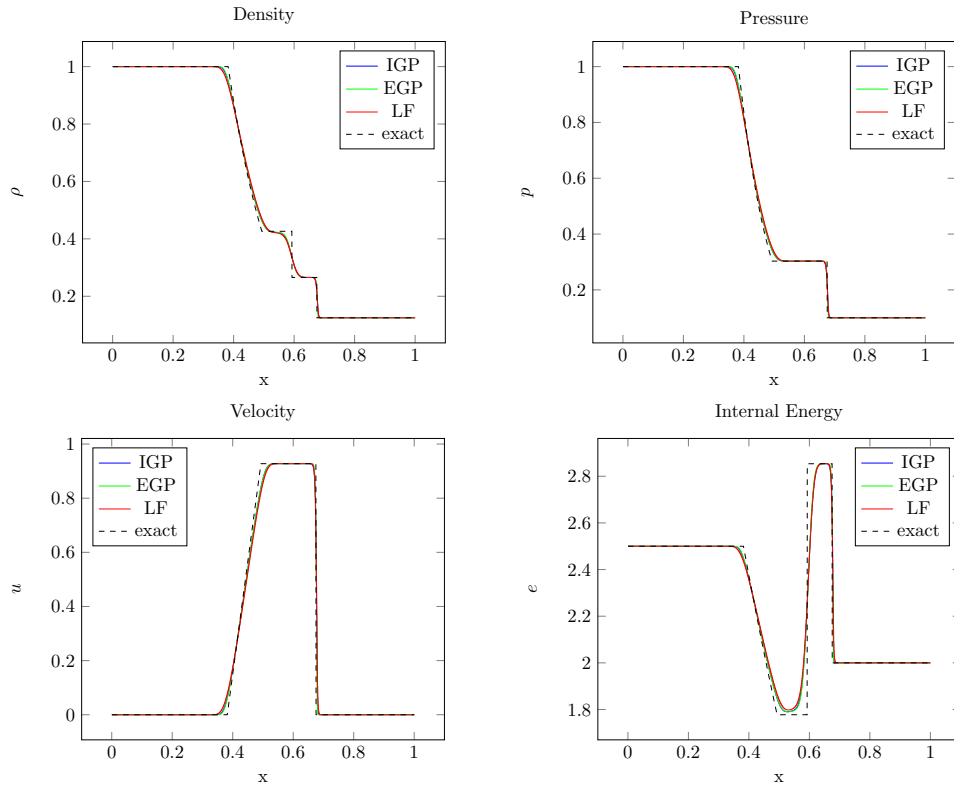 Density
1
0.8
0.6
0.4
0.2
0 0.2 0.4 0.6 0.8 1
x
ρ
IGP
EGP
LF
exact
Pressure
1
0.8
0.6
0.4
0.2
0 0.2 0.4 0.6 0.8 1
x
p
IGP
EGP
LF
exact
Velocity
1
0.8
0.6
0.4
0.2
0
0 0.2 0.4 0.6 0.8 1
x
u
IGP
EGP
LF
exact
Internal Energy
2.8
2.6
2.4
2.2
2
1.8
0 0.2 0.4 0.6 0.8 1
x
e
IGP
EGP
LF
exact